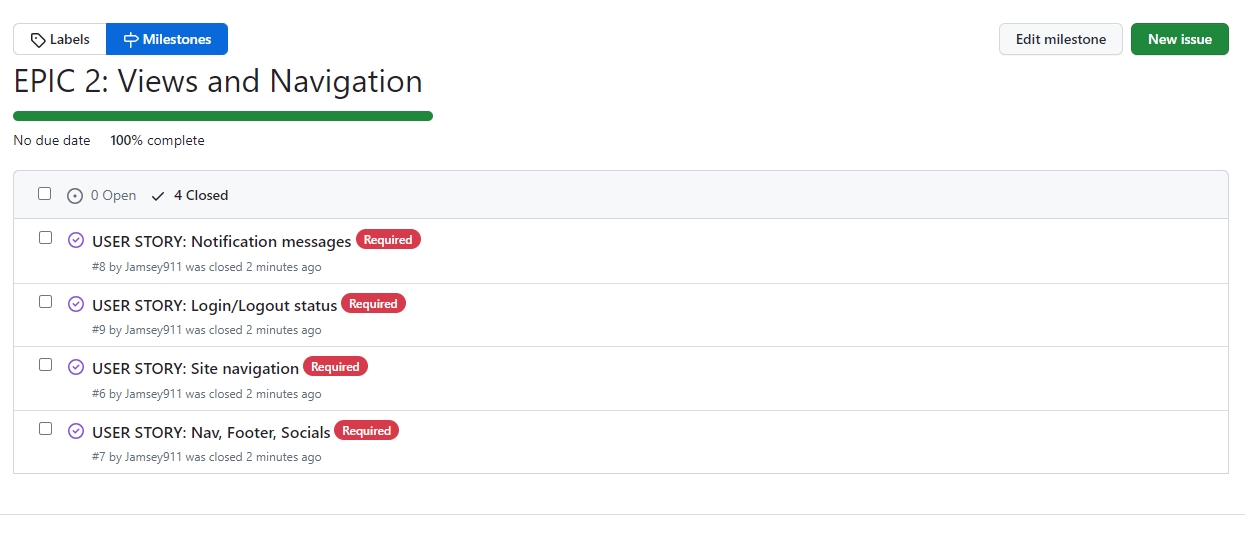 Labels Milestones Edit milestone New issue
EPIC 2: Views and Navigation
No due date 100% complete
0 Open 4 Closed
USER STORY: Notification messages Required
#8 by Jamsey911 was closed 2 minutes ago
USER STORY: Login/Logout status Required
#9 by Jamsey911 was closed 2 minutes ago
USER STORY: Site navigation Required
#6 by Jamsey911 was closed 2 minutes ago
USER STORY: Nav, Footer, Socials Required
#7 by Jamsey911 was closed 2 minutes ago